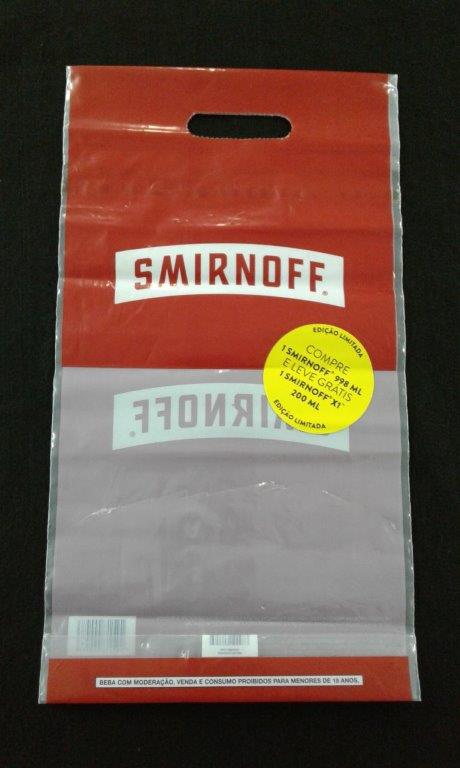 SMIRNOFF®
EDIÇÃO LIMITADA
COMPRE
1 SMIRNOFF® 998 ML
E LEVE GRÁTIS
1 SMIRNOFF® X1™
200 ML
EDIÇÃO LIMITADA
SMIRNOFF®
BEBA COM MODERAÇÃO. VENDA E CONSUMO PROIBIDOS PARA MENORES DE 18 ANOS.